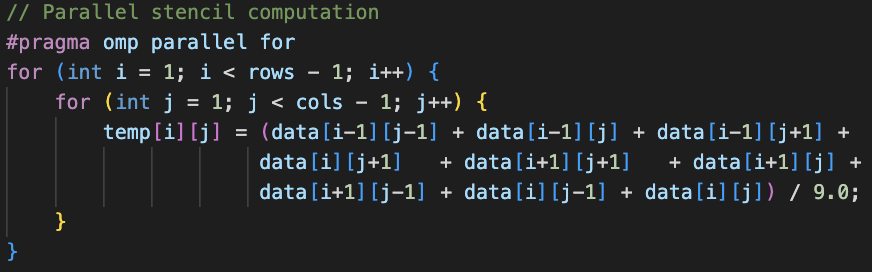 // Parallel stencil computation
#pragma omp parallel for
for (int i = 1; i < rows - 1; i++) {
    for (int j = 1; j < cols - 1; j++) {
        temp[i][j] = (data[i-1][j-1] + data[i-1][j] + data[i-1][j+1] +
                     data[i][j+1]   + data[i+1][j+1]   + data[i+1][j] +
                     data[i+1][j-1] + data[i][j-1] + data[i][j]) / 9.0;
    }
}